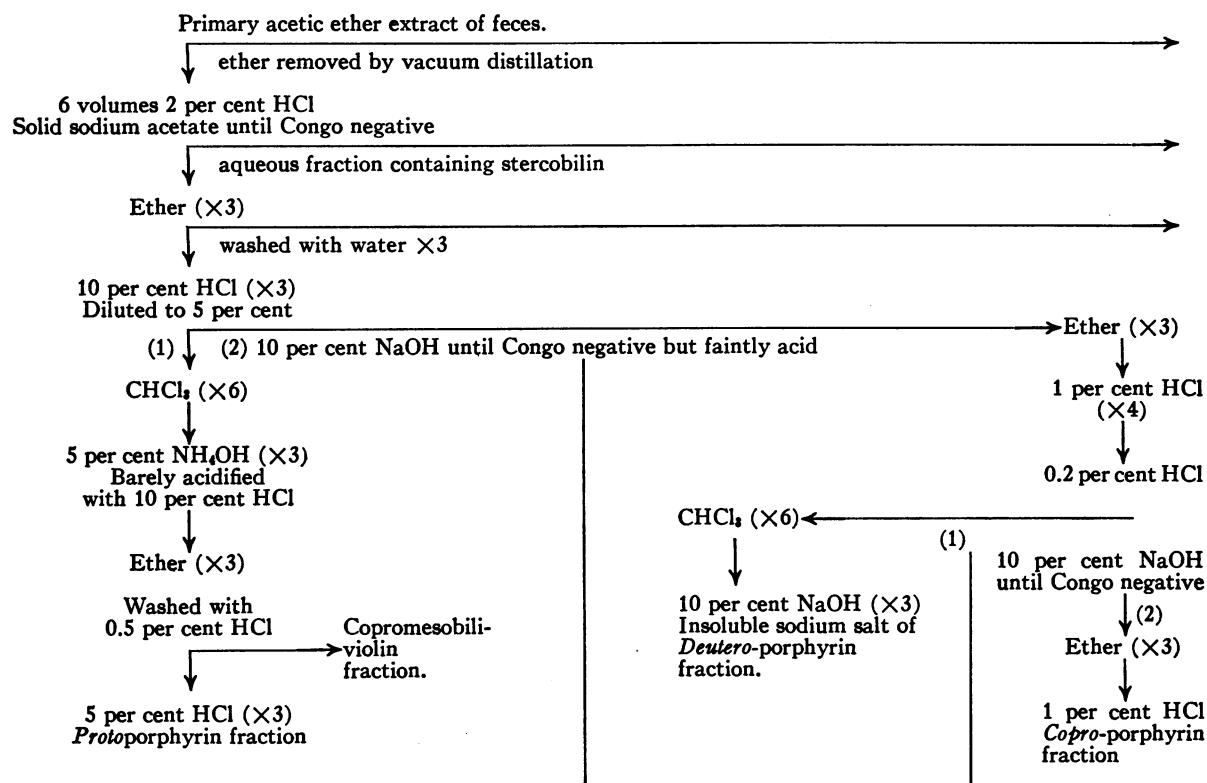 Primary acetic ether extract of feces.
ether removed by vacuum distillation
6 volumes 2 per cent HCl
Solid sodium acetate until Congo negative
aqueous fraction containing stercobilin
Ether (×3)
washed with water ×3
10 per cent HCl (×3)
Diluted to 5 per cent
(1)
(2) 10 per cent NaOH until Congo negative but faintly acid
CHCl₃ (×6)
5 per cent NH₄OH (×3)
Barely acidified
with 10 per cent HCl
Ether (×3)
Washed with
0.5 per cent HCl
Copromesobili-
violin
fraction.
5 per cent HCl (×3)
Protoporphyrin fraction
Ether (×3)
1 per cent HCl
(×4)
0.2 per cent HCl
CHCl₃ (×6)
(1)
10 per cent NaOH (×3)
Insoluble sodium salt of
Deutero-porphyrin
fraction.
10 per cent NaOH
until Congo negative
(2)
Ether (×3)
1 per cent HCl
Copro-porphyrin
fraction